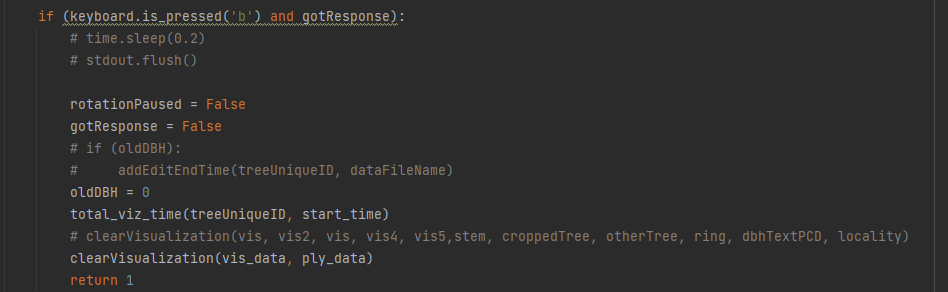 if (keyboard.is_pressed('b') and gotResponse):
# time.sleep(0.2)
# stdout.flush()
rotationPaused = False
gotResponse = False
# if (oldDBH):
#     addEditEndTime(treeUniqueID, dataFileName)
oldDBH = 0
total_viz_time(treeUniqueID, start_time)
# clearVisualization(vis, vis2, vis, vis4, vis5,stem, croppedTree, otherTree, ring, dbhTextPCD, locality)
clearVisualization(vis_data, ply_data)
return 1